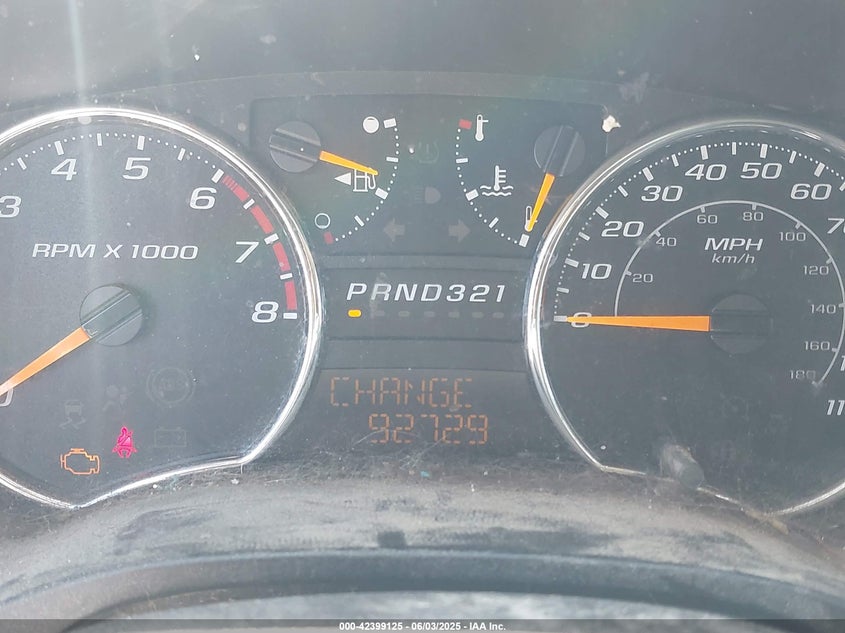 3 4 5 6 7 8
RPM X 1000
0
PRND321
CHANGE
92729
0 10 20 30 40 50 60
MPH
km/h
20 40 60 80 100 120 140 160 180
000-42399125 - 06/03/2025 - IAA Inc.